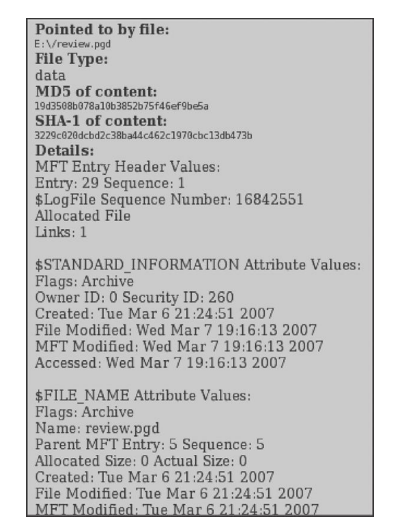 Pointed to by file:
E:\/review.pgd
File Type:
data
MD5 of content:
19d3508b078a10b3852b75f46ef9be5a
SHA-1 of content:
3229c020dcbd2c38ba44c462c1970cbc13db473b
Details:
MFT Entry Header Values:
Entry: 29 Sequence: 1
$LogFile Sequence Number: 16842551
Allocated File
Links: 1
$STANDARD_INFORMATION Attribute Values:
Flags: Archive
Owner ID: 0 Security ID: 260
Created: Tue Mar 6 21:24:51 2007
File Modified: Wed Mar 7 19:16:13 2007
MFT Modified: Wed Mar 7 19:16:13 2007
Accessed: Wed Mar 7 19:16:13 2007
$FILE_NAME Attribute Values:
Flags: Archive
Name: review.pgd
Parent MFT Entry: 5 Sequence: 5
Allocated Size: 0 Actual Size: 0
Created: Tue Mar 6 21:24:51 2007
File Modified: Tue Mar 6 21:24:51 2007
MFT Modified: Tue Mar 6 21:24:51 2007